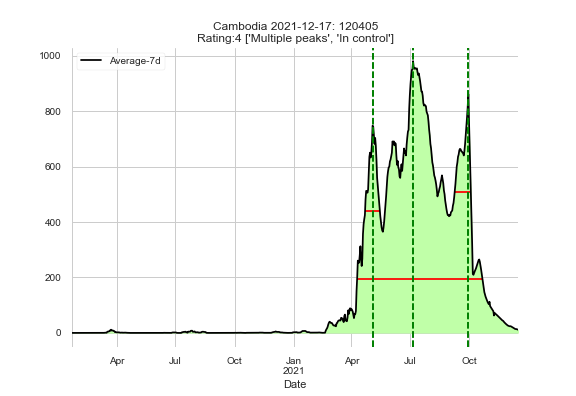 Cambodia 2021-12-17: 120405
Rating:4 ['Multiple peaks', 'In control']
Average-7d
1000
800
600
400
200
0
Apr Jul Oct Jan Apr Jul Oct
2021
Date